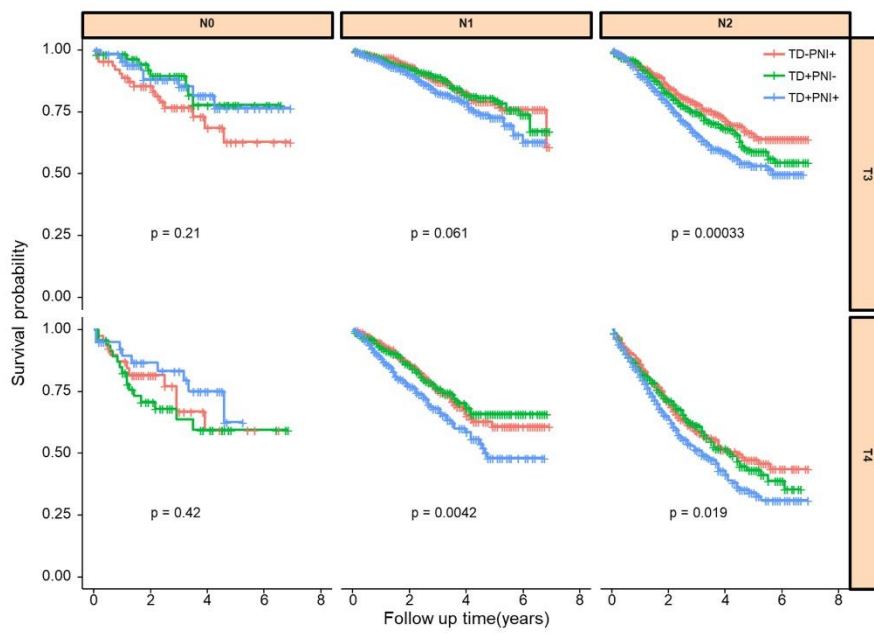 N0 N1 N2
1.00
0.75
0.50
0.25
0.00
TD-PNI+
TD+PNI-
TD+PNI+
p = 0.21 p = 0.061 p = 0.00033
T3
Survival probability
1.00
0.75
0.50
0.25
0.00
p = 0.42 p = 0.0042 p = 0.019
T4
0 2 4 6 8 0 2 4 6 8 0 2 4 6 8
Follow up time(years)